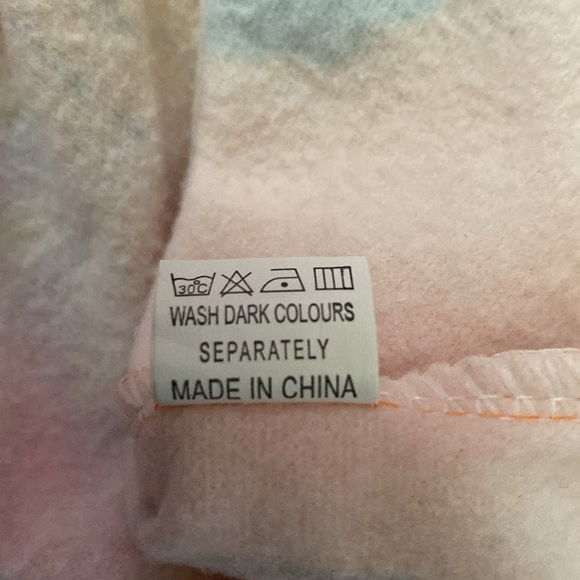 30°C
WASH DARK COLOURS
SEPARATELY
MADE IN CHINA